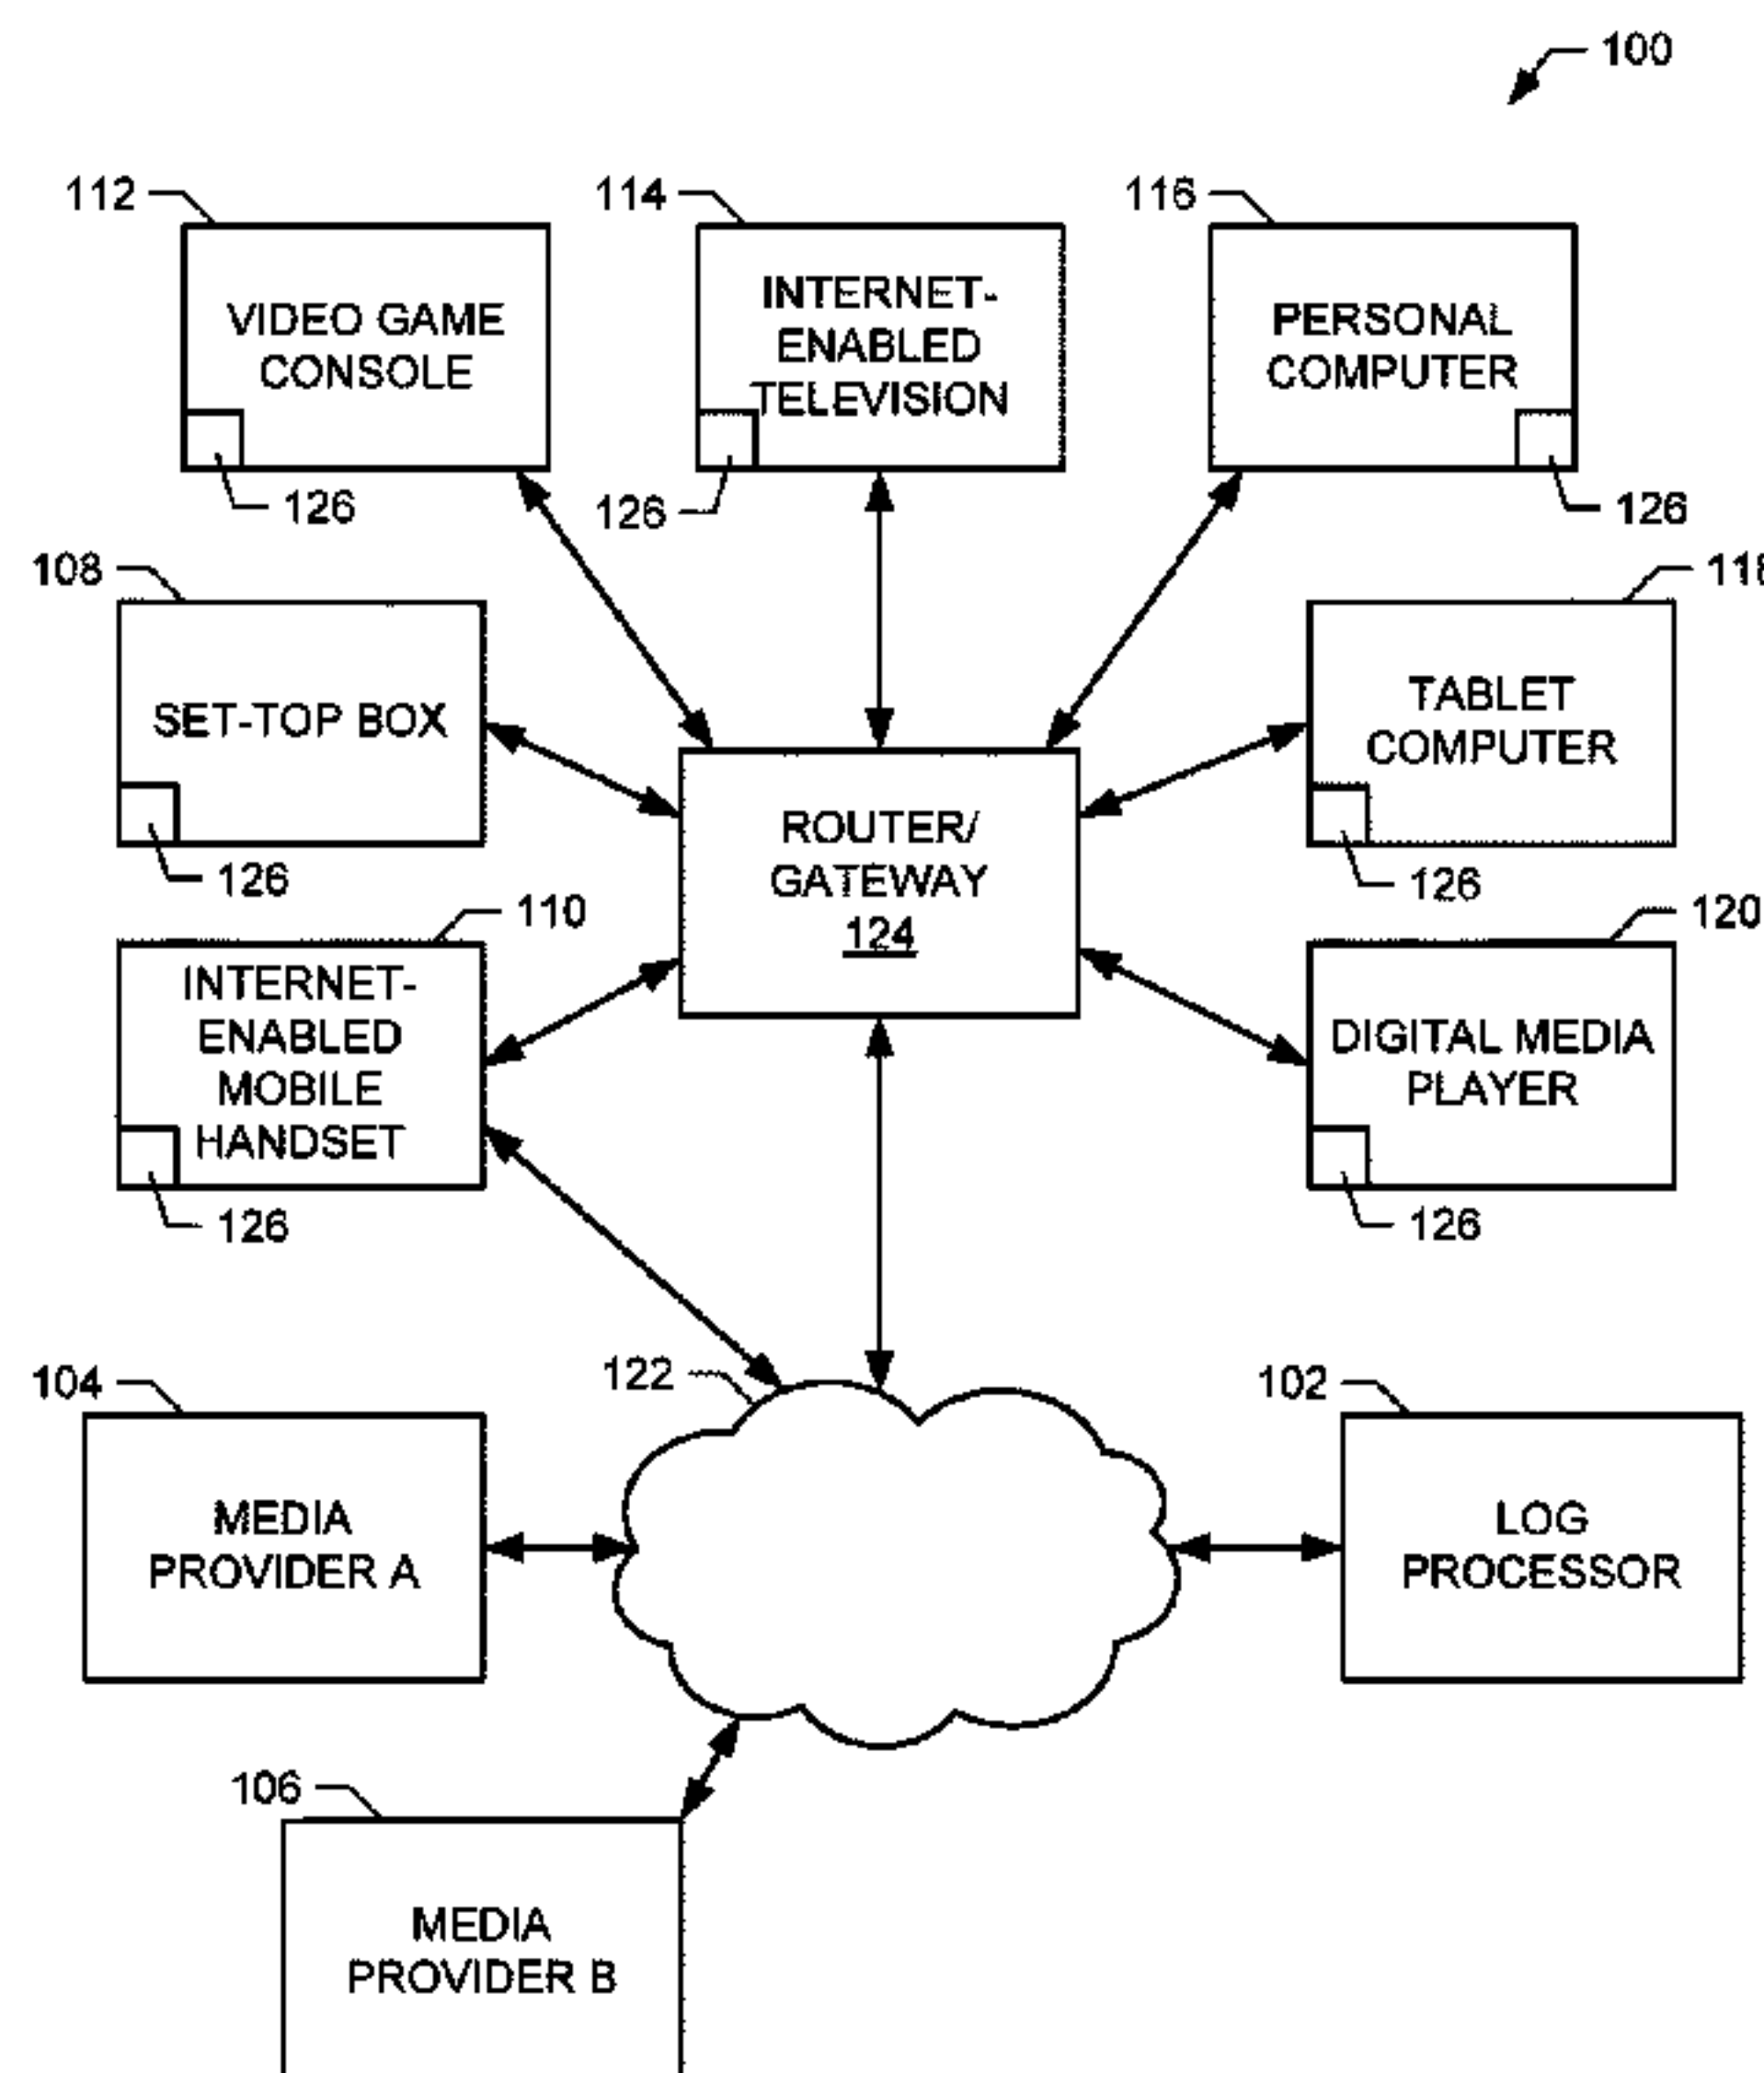 100
112
114
116
VIDEO GAME
CONSOLE
INTERNET-
ENABLED
TELEVISION
PERSONAL
COMPUTER
126
126
126
108
118
SET-TOP BOX
TABLET
COMPUTER
126
126
ROUTER/
GATEWAY
124
110
120
INTERNET-
ENABLED
MOBILE
HANDSET
DIGITAL MEDIA
PLAYER
126
126
122
104
102
MEDIA
PROVIDER A
LOG
PROCESSOR
106
MEDIA
PROVIDER B